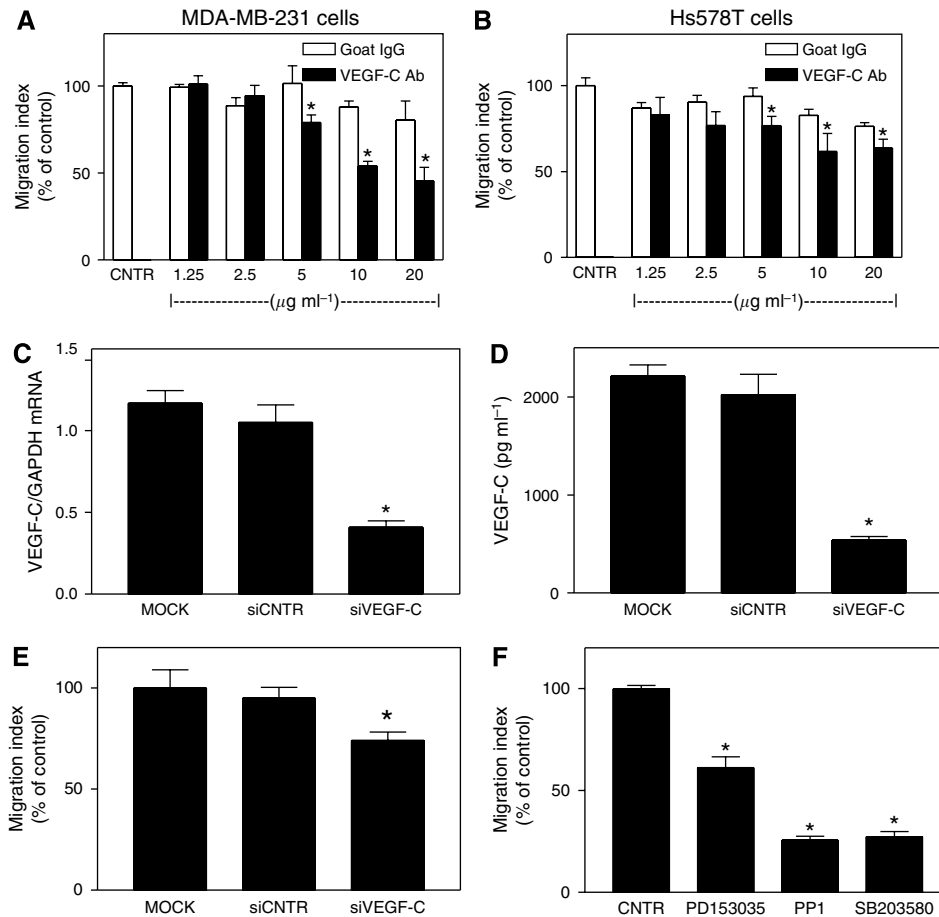 A
MDA-MB-231 cells
Migration index
(% of control)
100
50
0
Goat IgG
VEGF-C Ab
*
*
*
CNTR 1.25 2.5 5 10 20
|----------------(μg ml⁻¹)----------------|
B
Hs578T cells
Migration index
(% of control)
100
50
0
Goat IgG
VEGF-C Ab
*
*
*
CNTR 1.25 2.5 5 10 20
|----------------(μg ml⁻¹)----------------|
C
VEGF-C/GAPDH mRNA
1.5
1.0
0.5
0.0
*
MOCK siCNTR siVEGF-C
D
VEGF-C (pg ml⁻¹)
2000
1000
0
*
MOCK siCNTR siVEGF-C
E
Migration index
(% of control)
100
50
0
*
MOCK siCNTR siVEGF-C
F
Migration index
(% of control)
100
50
0
*
*
*
CNTR PD153035 PP1 SB203580